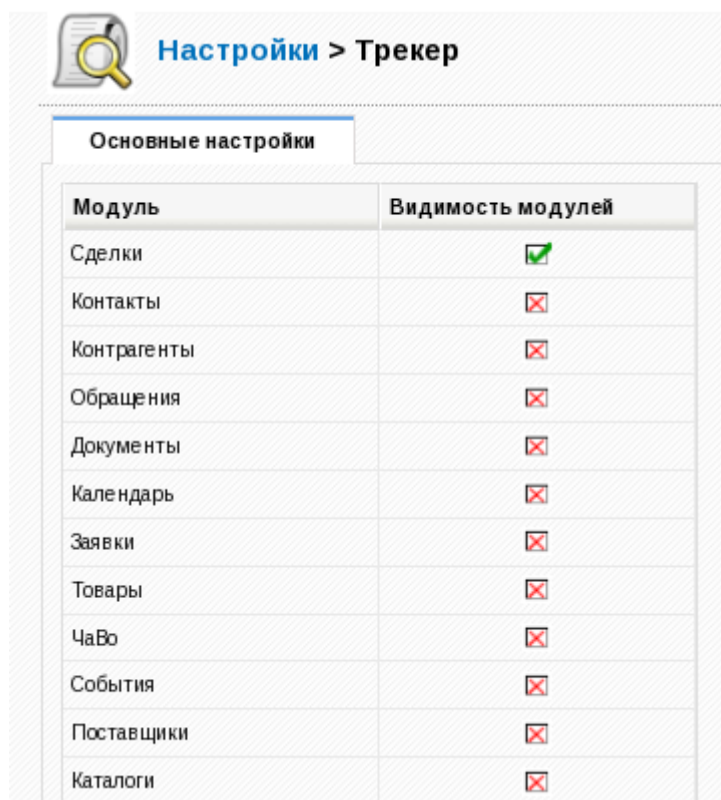 Настройки > Трекер
Основные настройки
Модуль Видимость модулей
Сделки
Контакты
Контрагенты
Обращения
Документы
Календарь
Заявки
Товары
ЧаВо
События
Поставщики
Каталоги